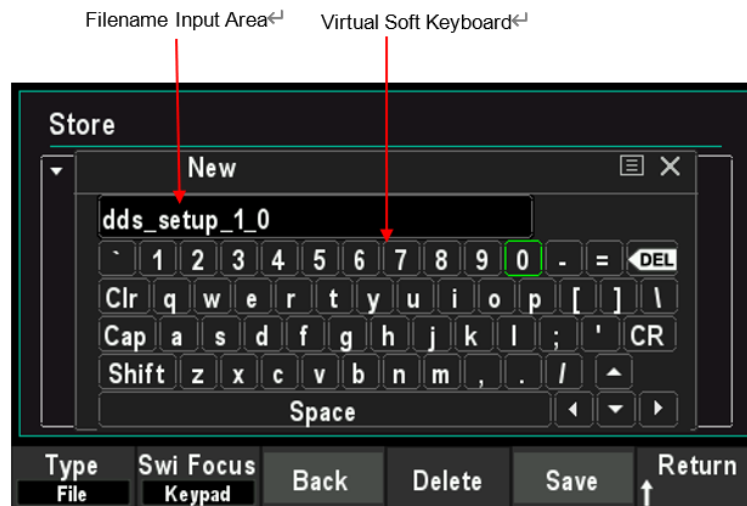 Filename Input Area↵ Virtual Soft Keyboard↵
Store
New
dds_setup_1_0
` 1 2 3 4 5 6 7 8 9 0 - = DEL
Clr q w e r t y u i o p [ ] \
Cap a s d f g h j k l ; ' CR
Shift z x c v b n m , . /
Space
Type Swi Focus Back Delete Save Return
File Keypad